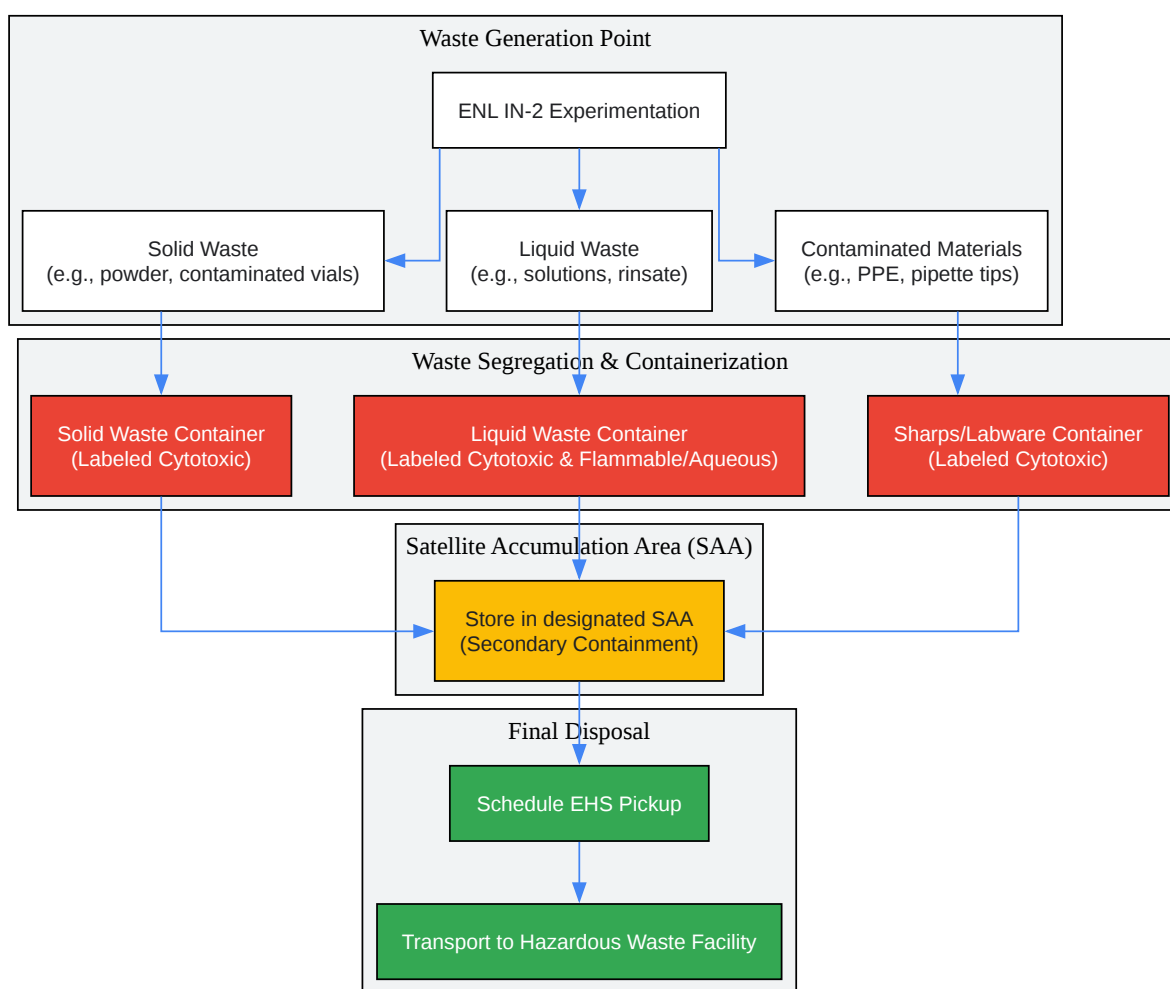 Waste Generation Point
ENL IN-2 Experimentation
Solid Waste
(e.g., powder, contaminated vials)
Liquid Waste
(e.g., solutions, rinsate)
Contaminated Materials
(e.g., PPE, pipette tips)
Waste Segregation & Containerization
Solid Waste Container
(Labeled Cytotoxic)
Liquid Waste Container
(Labeled Cytotoxic & Flammable/Aqueous)
Sharps/Labware Container
(Labeled Cytotoxic)
Satellite Accumulation Area (SAA)
Store in designated SAA
(Secondary Containment)
Final Disposal
Schedule EHS Pickup
Transport to Hazardous Waste Facility